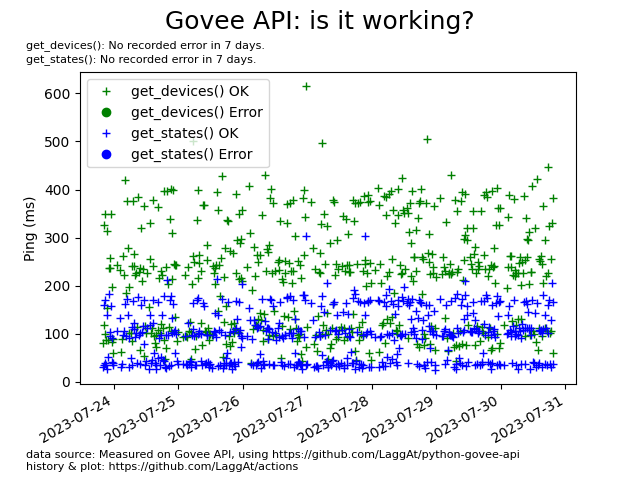 Govee API: is it working?
get_devices(): No recorded error in 7 days.
get_states(): No recorded error in 7 days.
get_devices() OK
get_devices() Error
get_states() OK
get_states() Error
Ping (ms)
600
500
400
300
200
100
0
2023-07-24
2023-07-25
2023-07-26
2023-07-27
2023-07-28
2023-07-29
2023-07-30
2023-07-31
data source: Measured on Govee API, using https://github.com/LaggAt/python-govee-api
history & plot: https://github.com/LaggAt/actions